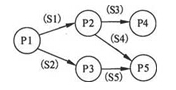 (S1)
P2
(S3)
P4
P1
(S4)
(S2)
P3
(S5)
P5